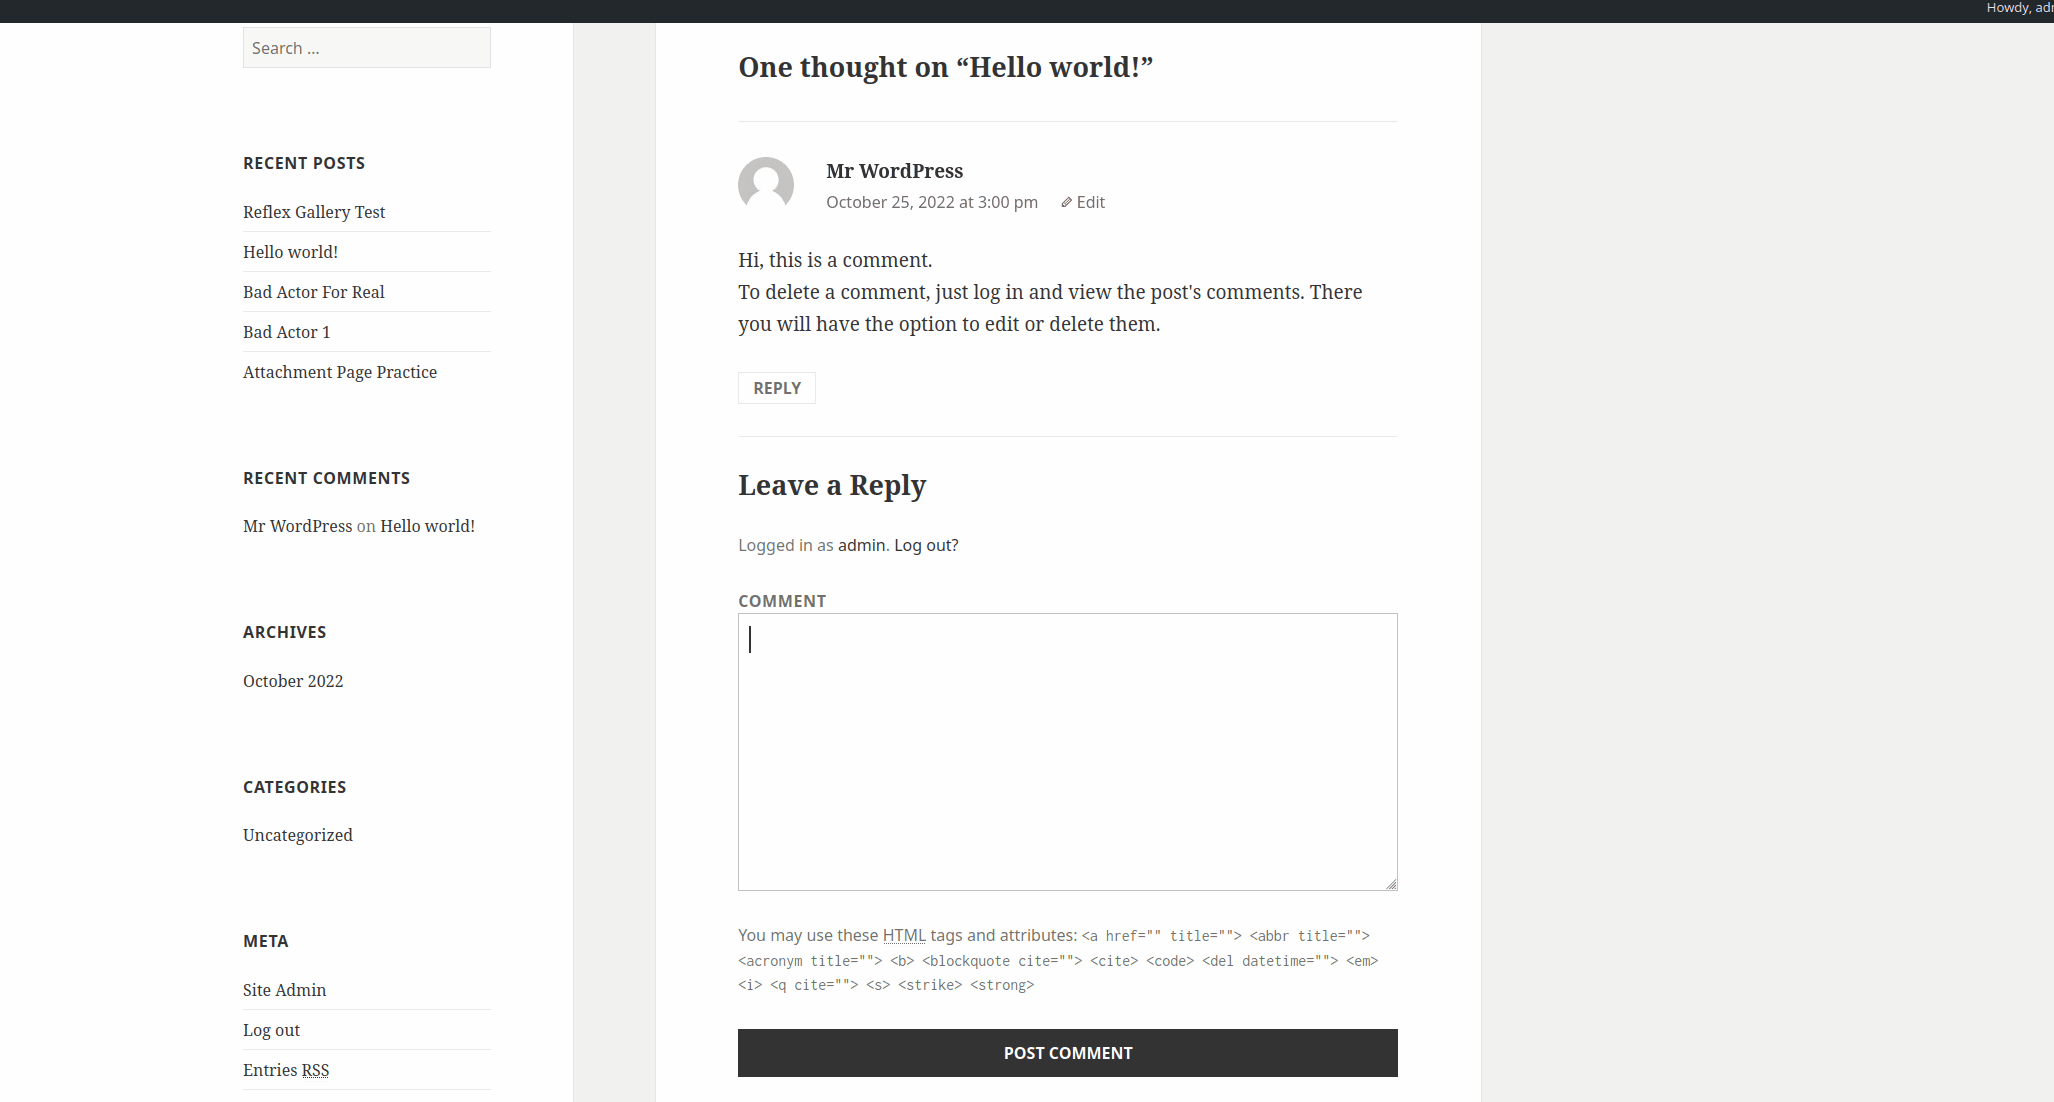 Howdy, adm
Search ...
RECENT POSTS
Reflex Gallery Test
Hello world!
Bad Actor For Real
Bad Actor 1
Attachment Page Practice
RECENT COMMENTS
Mr WordPress on Hello world!
ARCHIVES
October 2022
CATEGORIES
Uncategorized
META
Site Admin
Log out
Entries RSS
One thought on “Hello world!”
Mr WordPress
October 25, 2022 at 3:00 pm Edit
Hi, this is a comment.
To delete a comment, just log in and view the post's comments. There
you will have the option to edit or delete them.
REPLY
Leave a Reply
Logged in as admin. Log out?
COMMENT
You may use these HTML tags and attributes: <a href="" title=""> <abbr title="">
<acronym title=""> <b> <blockquote cite=""> <cite> <code> <del datetime=""> <em>
<i> <q cite=""> <s> <strike> <strong>
POST COMMENT